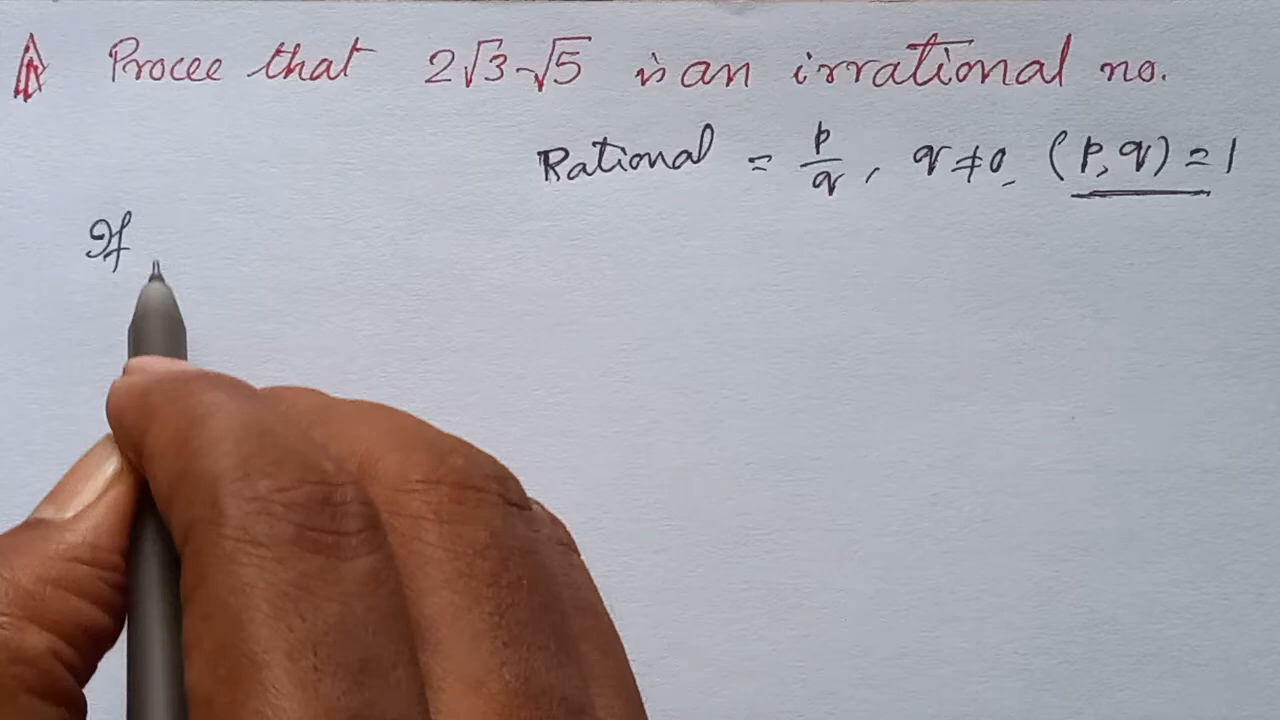 Procee that 2√3-√5 is an irrational no.
Rational = p/q, q≠0, (p,q)=1
If